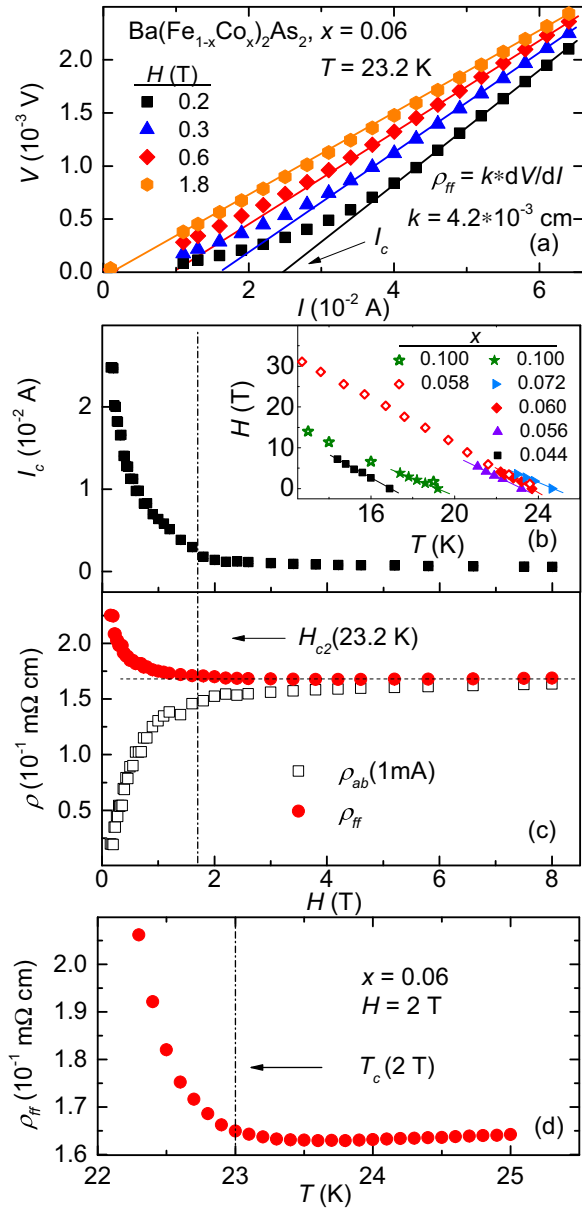 Ba(Fe1-xCox)2As2, x = 0.06
H (T)
T = 23.2 K
0.2
0.3
0.6
1.8
ρff = k*dV/dI
k = 4.2*10⁻³ cm
Ic
(a)
V (10⁻³ V)
2.0
1.5
1.0
0.5
0.0
0 2 4 6
I (10⁻² A)
Ic (10⁻² A)
2
1
0
x
0.100 0.100
0.058 0.072
0.060
0.056
0.044
H (T)
30
20
10
0
16 20 24
T (K)
(b)
Hc2(23.2 K)
ρ (10⁻¹ mΩ cm)
2.0
1.5
1.0
0.5
ρab(1mA)
ρff
(c)
0 2 4 6 8
H (T)
ρff (10⁻¹ mΩ cm)
2.0
1.9
1.8
1.7
1.6
x = 0.06
H = 2 T
Tc(2 T)
(d)
22 23 24 25
T (K)